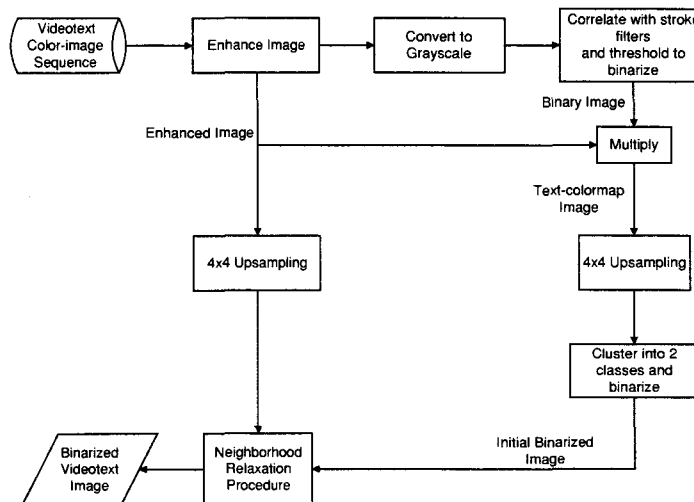 Videotext
Color-image
Sequence
Enhance Image
Convert to
Grayscale
Correlate with stroke
filters
and threshold to
binarize
Binary Image
Enhanced Image
Multiply
Text-colormap
Image
4x4 Upsampling
4x4 Upsampling
Cluster into 2
classes and
binarize
Initial Binarized
Image
Neighborhood
Relaxation
Procedure
Binarized
Videotext
Image